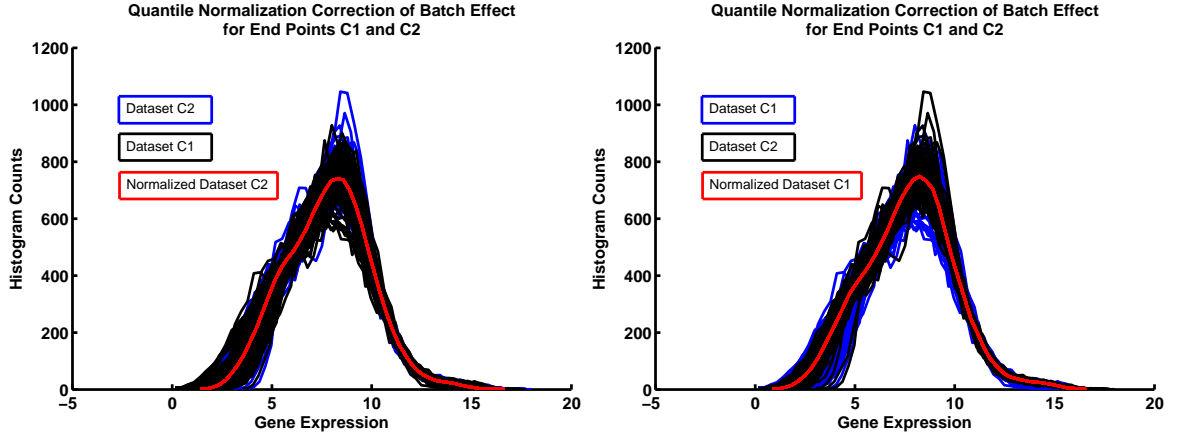 Quantile Normalization Correction of Batch Effect
for End Points C1 and C2
1200
1000
800
600
400
200
0
Histogram Counts
Dataset C2
Dataset C1
Normalized Dataset C2
−5
0
5
10
15
20
Gene Expression
Quantile Normalization Correction of Batch Effect
for End Points C1 and C2
1200
1000
800
600
400
200
0
Histogram Counts
Dataset C1
Dataset C2
Normalized Dataset C1
−5
0
5
10
15
20
Gene Expression